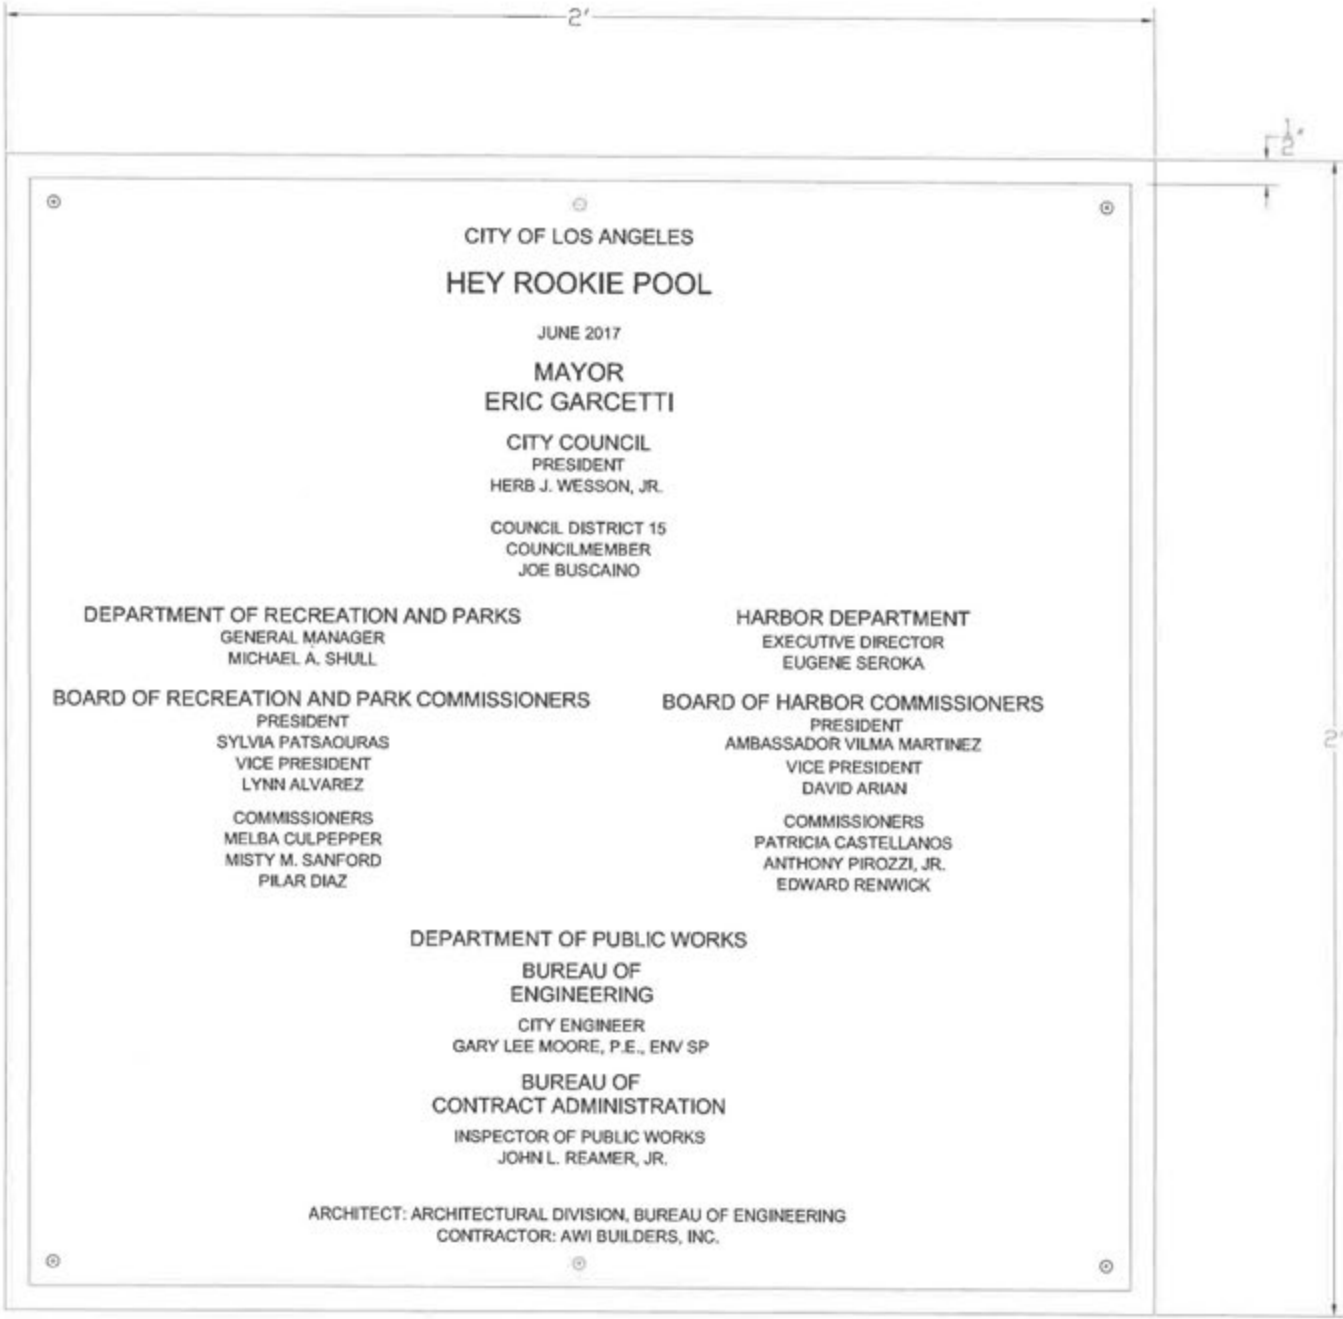 2'
1/2"
CITY OF LOS ANGELES
HEY ROOKIE POOL
JUNE 2017
MAYOR
ERIC GARCETTI
CITY COUNCIL
PRESIDENT
HERB J. WESSON, JR.
COUNCIL DISTRICT 15
COUNCILMEMBER
JOE BUSCAINO
DEPARTMENT OF RECREATION AND PARKS
GENERAL MANAGER
MICHAEL A. SHULL
BOARD OF RECREATION AND PARK COMMISSIONERS
PRESIDENT
SYLVIA PATSAOURAS
VICE PRESIDENT
LYNN ALVAREZ
COMMISSIONERS
MELBA CULPEPPER
MISTY M. SANFORD
PILAR DIAZ
HARBOR DEPARTMENT
EXECUTIVE DIRECTOR
EUGENE SEROKA
BOARD OF HARBOR COMMISSIONERS
PRESIDENT
AMBASSADOR VILMA MARTINEZ
VICE PRESIDENT
DAVID ARIAN
COMMISSIONERS
PATRICIA CASTELLANOS
ANTHONY PIROZZI, JR.
EDWARD RENWICK
2'
DEPARTMENT OF PUBLIC WORKS
BUREAU OF
ENGINEERING
CITY ENGINEER
GARY LEE MOORE, P.E., ENV SP
BUREAU OF
CONTRACT ADMINISTRATION
INSPECTOR OF PUBLIC WORKS
JOHN L. REAMER, JR.
ARCHITECT: ARCHITECTURAL DIVISION, BUREAU OF ENGINEERING
CONTRACTOR: AWI BUILDERS, INC.